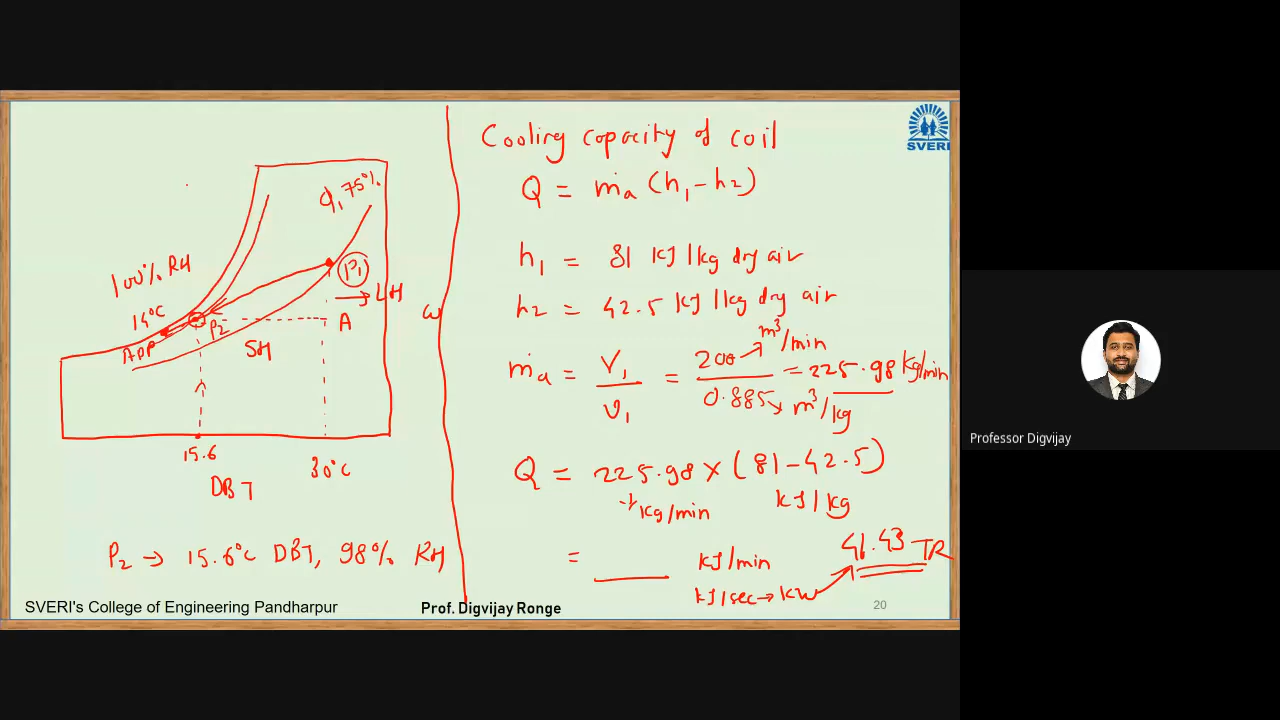 SVERI
Cooling capacity of coil
Q = ṁa (h1 - h2)
h1 = 81 kJ/kg dry air
h2 = 42.5 kJ/kg dry air
ṁa = V1 / v1 = 200 m³/min / 0.885 m³/kg = 225.98 kg/min
Q = 225.98 × (81 - 42.5)
kg/min kJ/kg
= ____ kJ/min
kJ/sec → kW
41.43 TR
ϕ1 75%
100% RH
P1
LH
14°C
P2
A
ω
ADP
SH
15.6
30°C
DBT
P2 → 15.6°C DBT, 98% RH
SVERI's College of Engineering Pandharpur
Prof. Digvijay Ronge
20
Professor Digvijay